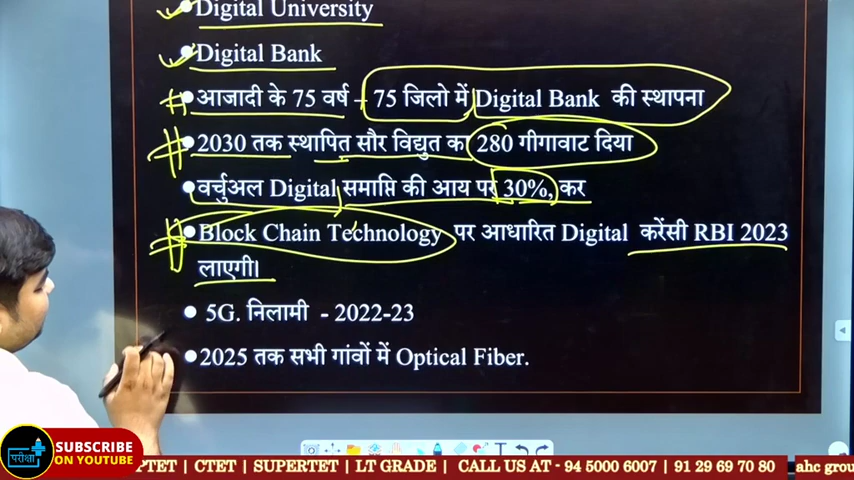 Digital University
Digital Bank
आजादी के 75 वर्ष – 75 जिलो में Digital Bank की स्थापना
2030 तक स्थापित सौर विद्युत का 280 गीगावाट दिया
वर्चुअल Digital समाप्ति की आय पर 30%, कर
Block Chain Technology पर आधारित Digital करेंसी RBI 2023
लाएगी।
5G. निलामी - 2022-23
2025 तक सभी गांवों में Optical Fiber.
परीक्षा
SUBSCRIBE
ON YOUTUBE
PTET | CTET | SUPERTET | LT GRADE | CALL US AT - 94 5000 6007 | 91 29 69 70 80 ahc grou